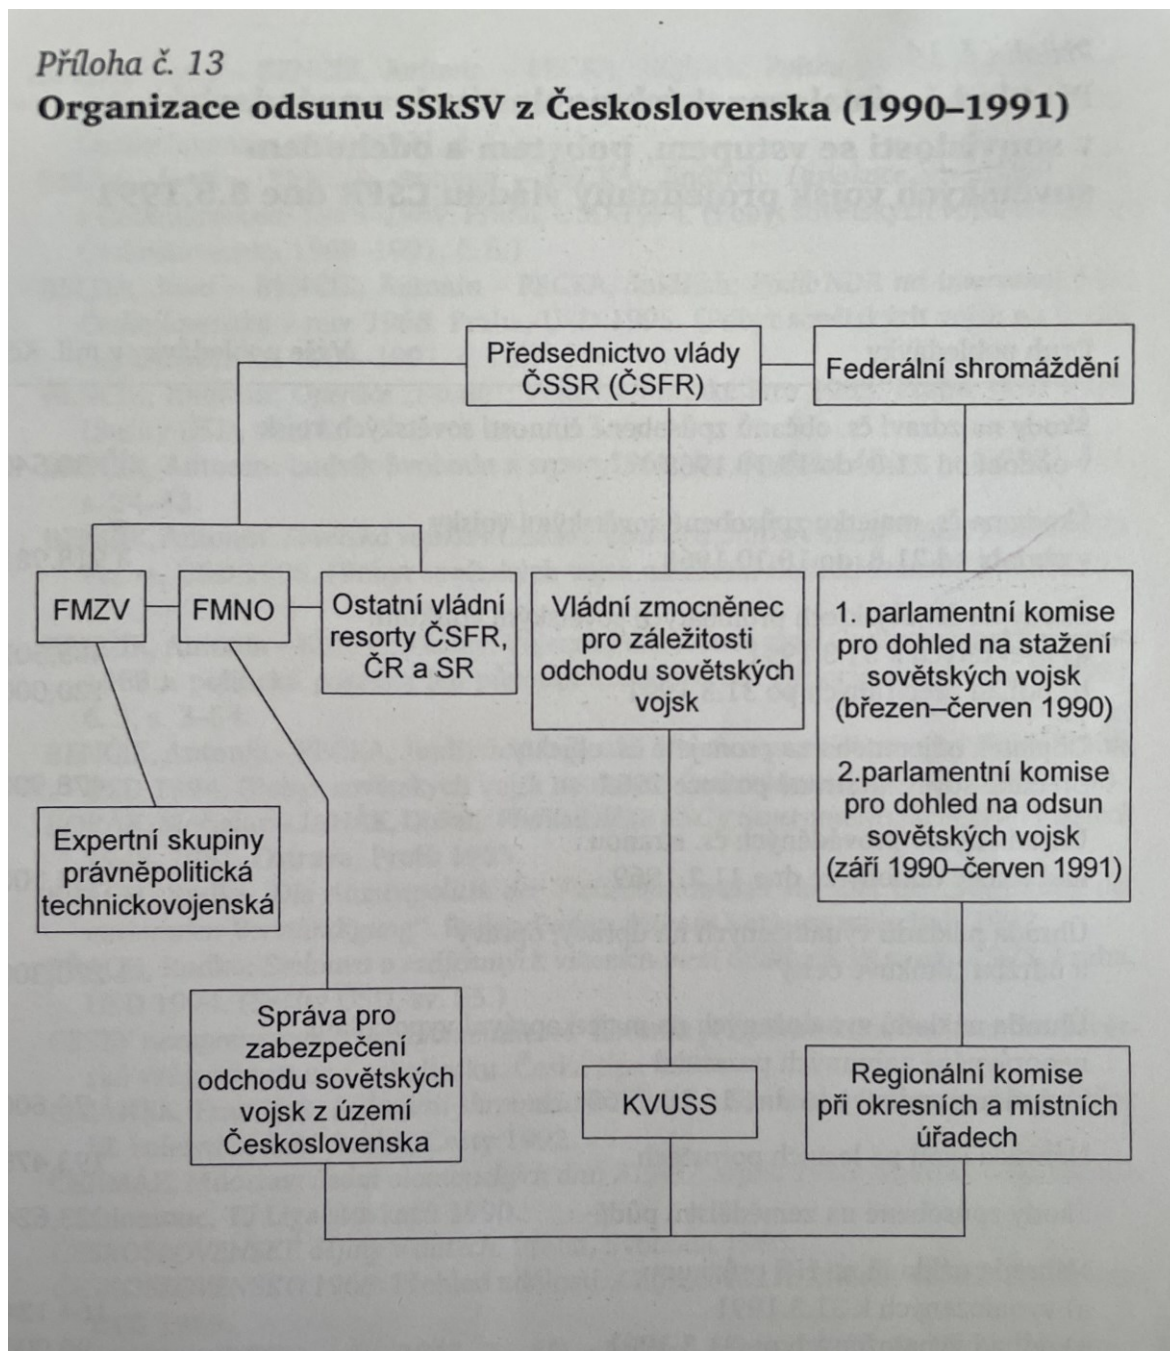 Příloha č. 13
Organizace odsunu SSkSV z Československa (1990–1991)
Předsednictvo vlády
ČSSR (ČSFR)
Federální shromáždění
FMZV
FMNO
Ostatní vládní
resorty ČSFR,
ČR a SR
Vládní zmocněnec
pro záležitosti
odchodu sovětských
vojsk
1. parlamentní komise
pro dohled na stažení
sovětských vojsk
(březen–červen 1990)
2.parlamentní komise
pro dohled na odsun
sovětských vojsk
(září 1990–červen 1991)
Expertní skupiny
právněpolitická
technickovojenská
Správa pro
zabezpečení
odchodu sovětských
vojsk z území
Československa
KVUSS
Regionální komise
při okresních a místních
úřadech